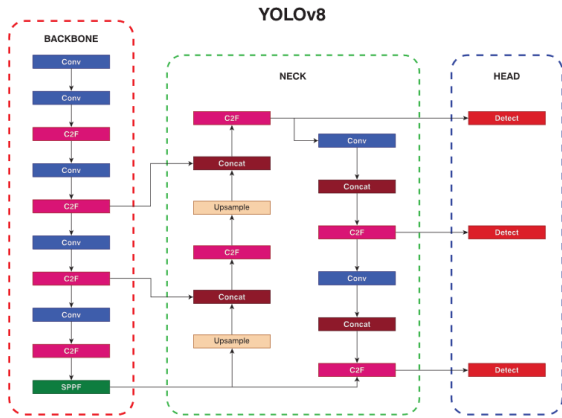 YOLOv8
BACKBONE
Conv
Conv
C2F
Conv
C2F
Conv
C2F
Conv
C2F
SPPF
NECK
C2F
Concat
Upsample
C2F
Concat
Upsample
Conv
Concat
C2F
Conv
Concat
C2F
HEAD
Detect
Detect
Detect